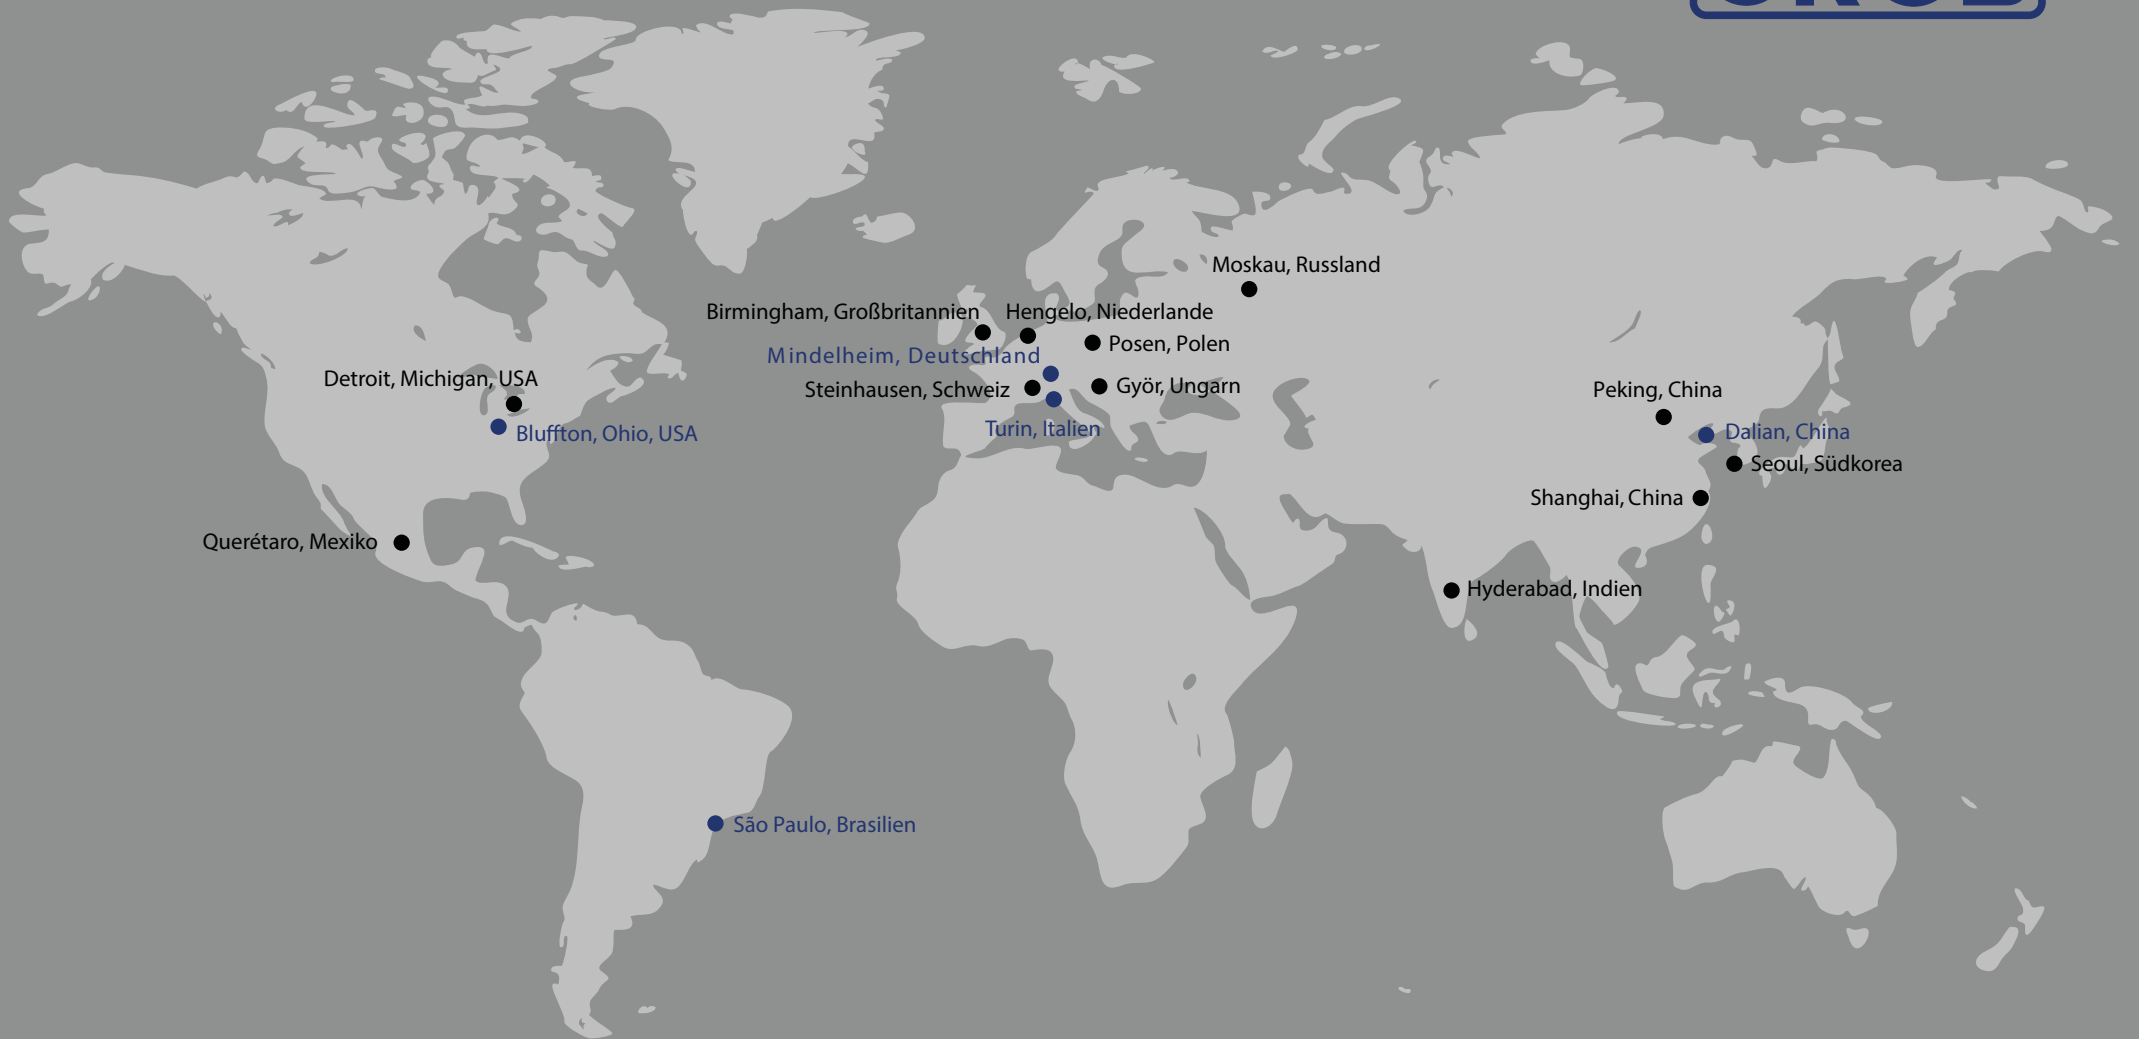 Moskau, Russland
Birmingham, Großbritannien
Hengelo, Niederlande
Posen, Polen
Mindelheim, Deutschland
Detroit, Michigan, USA
Steinhausen, Schweiz
Györ, Ungarn
Peking, China
Bluffton, Ohio, USA
Turin, Italien
Dalian, China
Seoul, Südkorea
Shanghai, China
Querétaro, Mexiko
Hyderabad, Indien
São Paulo, Brasilien